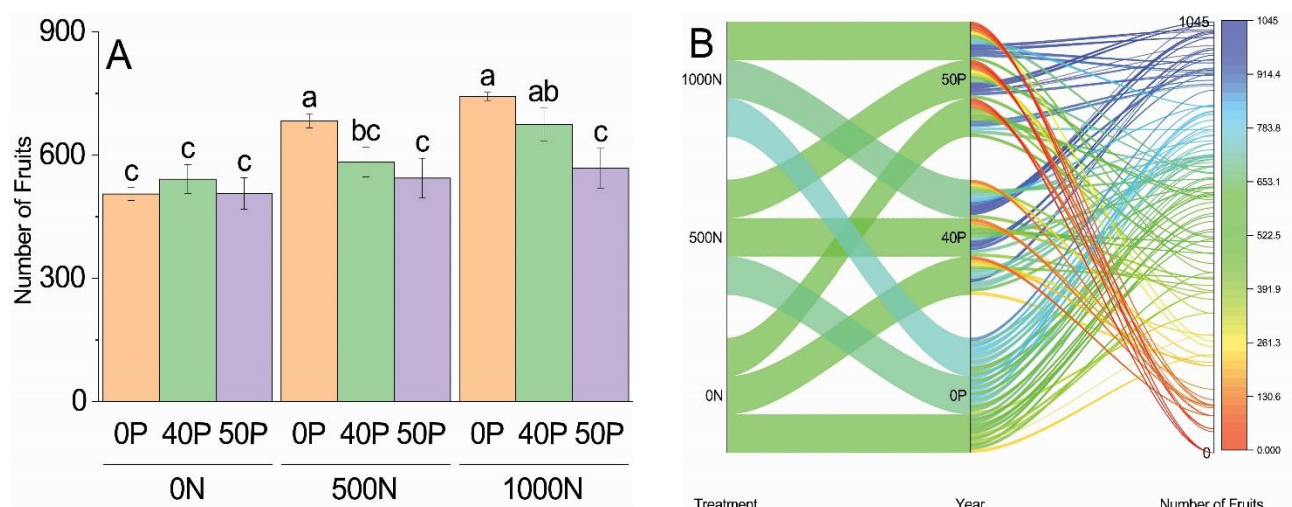 A
Number of Fruits
900
600
300
0
c
c
c
a
bc
c
a
ab
c
0P 40P 50P 0P 40P 50P 0P 40P 50P
0N 500N 1000N
B
1000N
500N
0N
50P
40P
0P
1045
0
1045
914.4
783.8
653.1
522.5
391.9
261.3
130.6
0.000
Treatment Year Number of Fruits